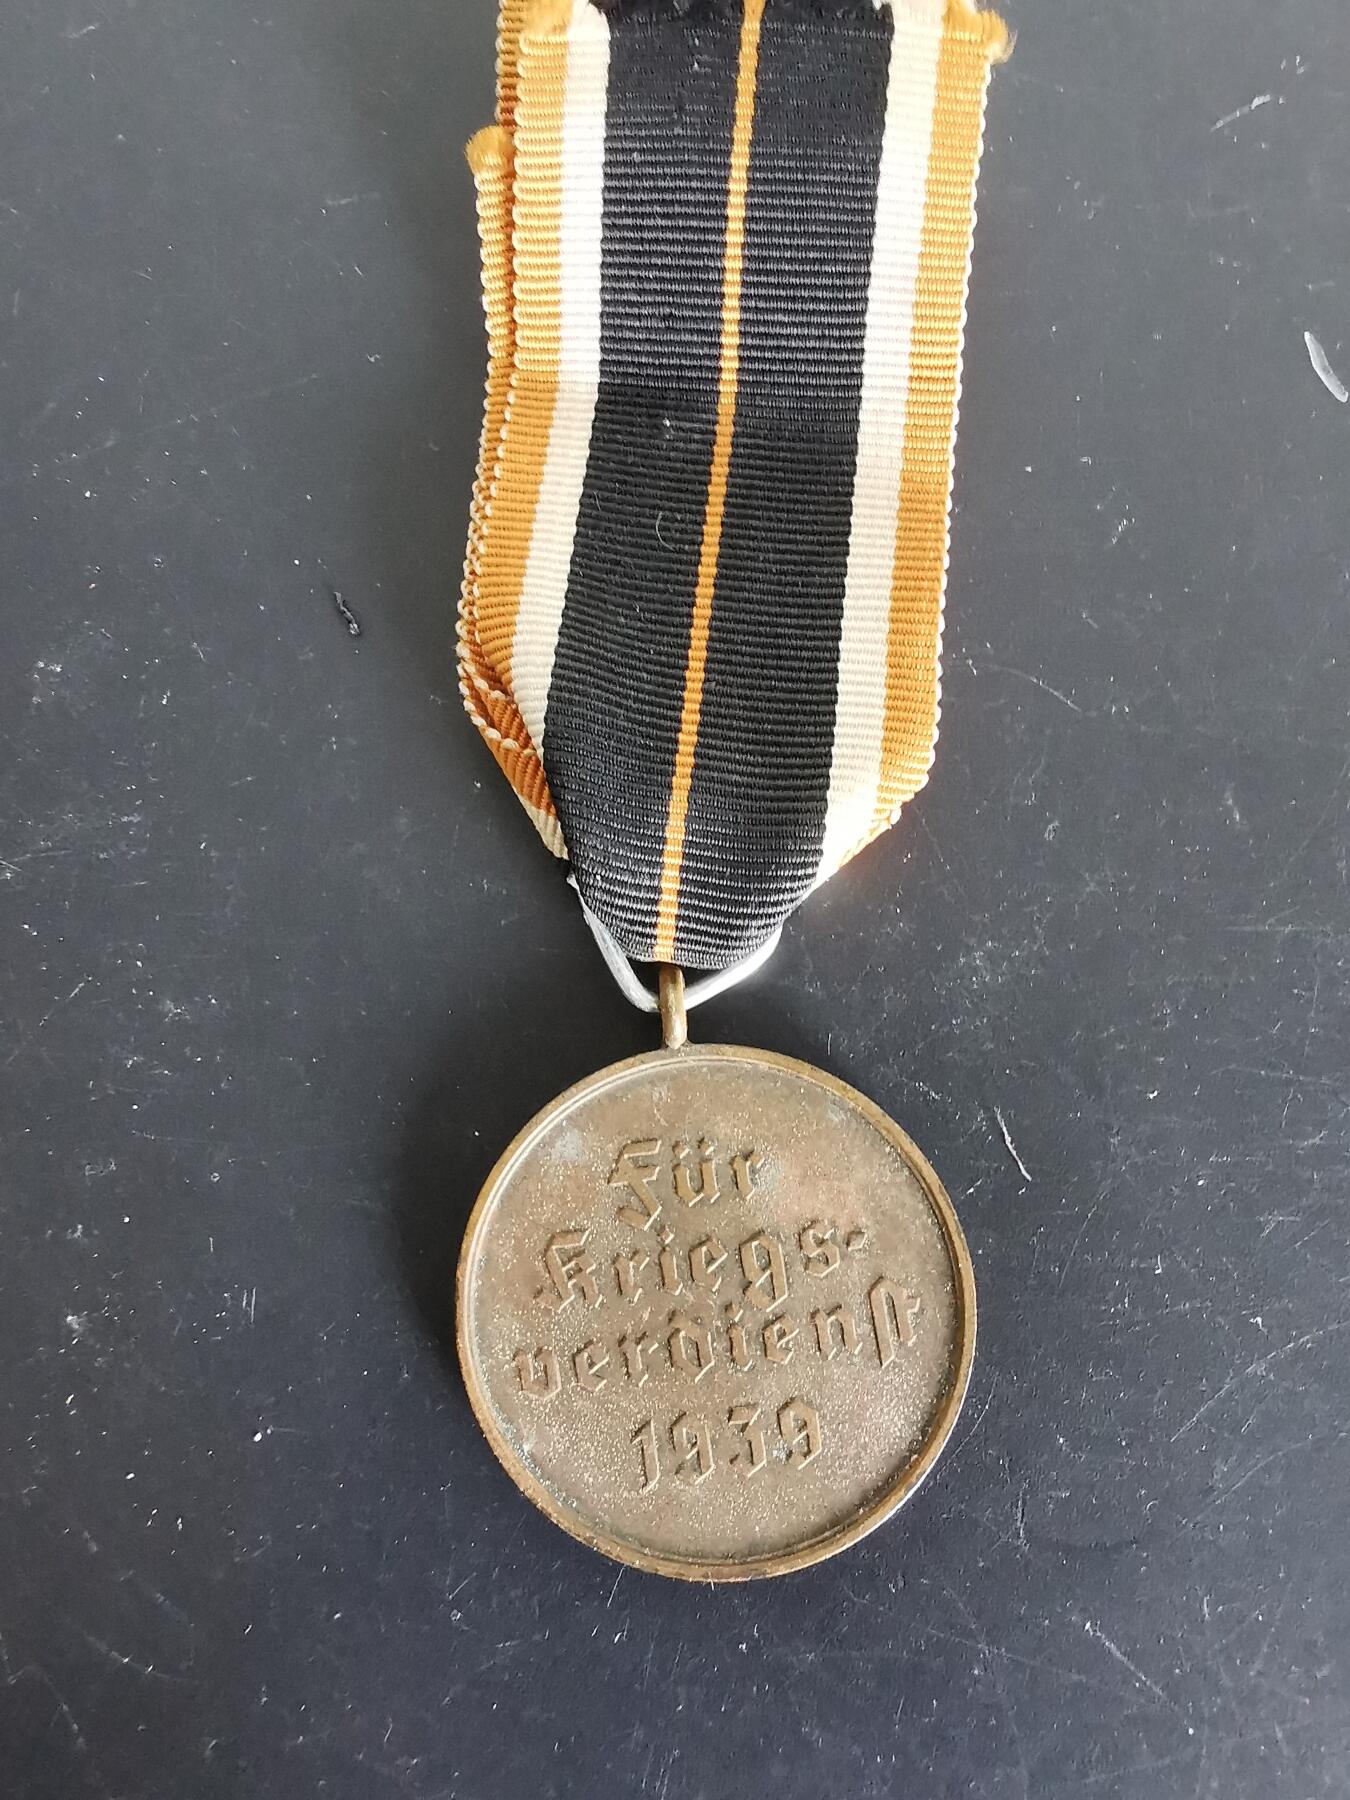 Für
Kriegs-
verdienst
1939